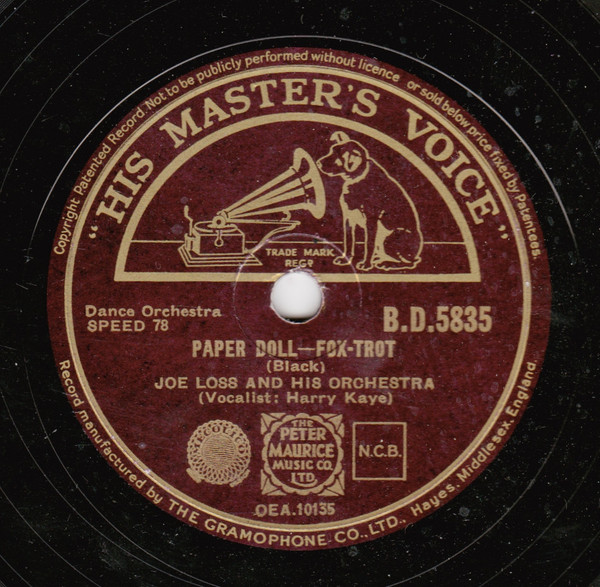 Copyright Patented Record. Not to be publicly performed without licence or sold below price fixed by Patentees.
"HIS MASTER'S VOICE"
TRADE MARK
REGD
Dance Orchestra
SPEED 78
B.D.5835
PAPER DOLL—FOX-TROT
(Black)
JOE LOSS AND HIS ORCHESTRA
(Vocalist: Harry Kaye)
THE
PETER
MAURICE
MUSIC CO.
LTD.
N.C.B.
OEA.10135
Record manufactured by THE GRAMOPHONE CO., LTD., Hayes, Middlesex, England.